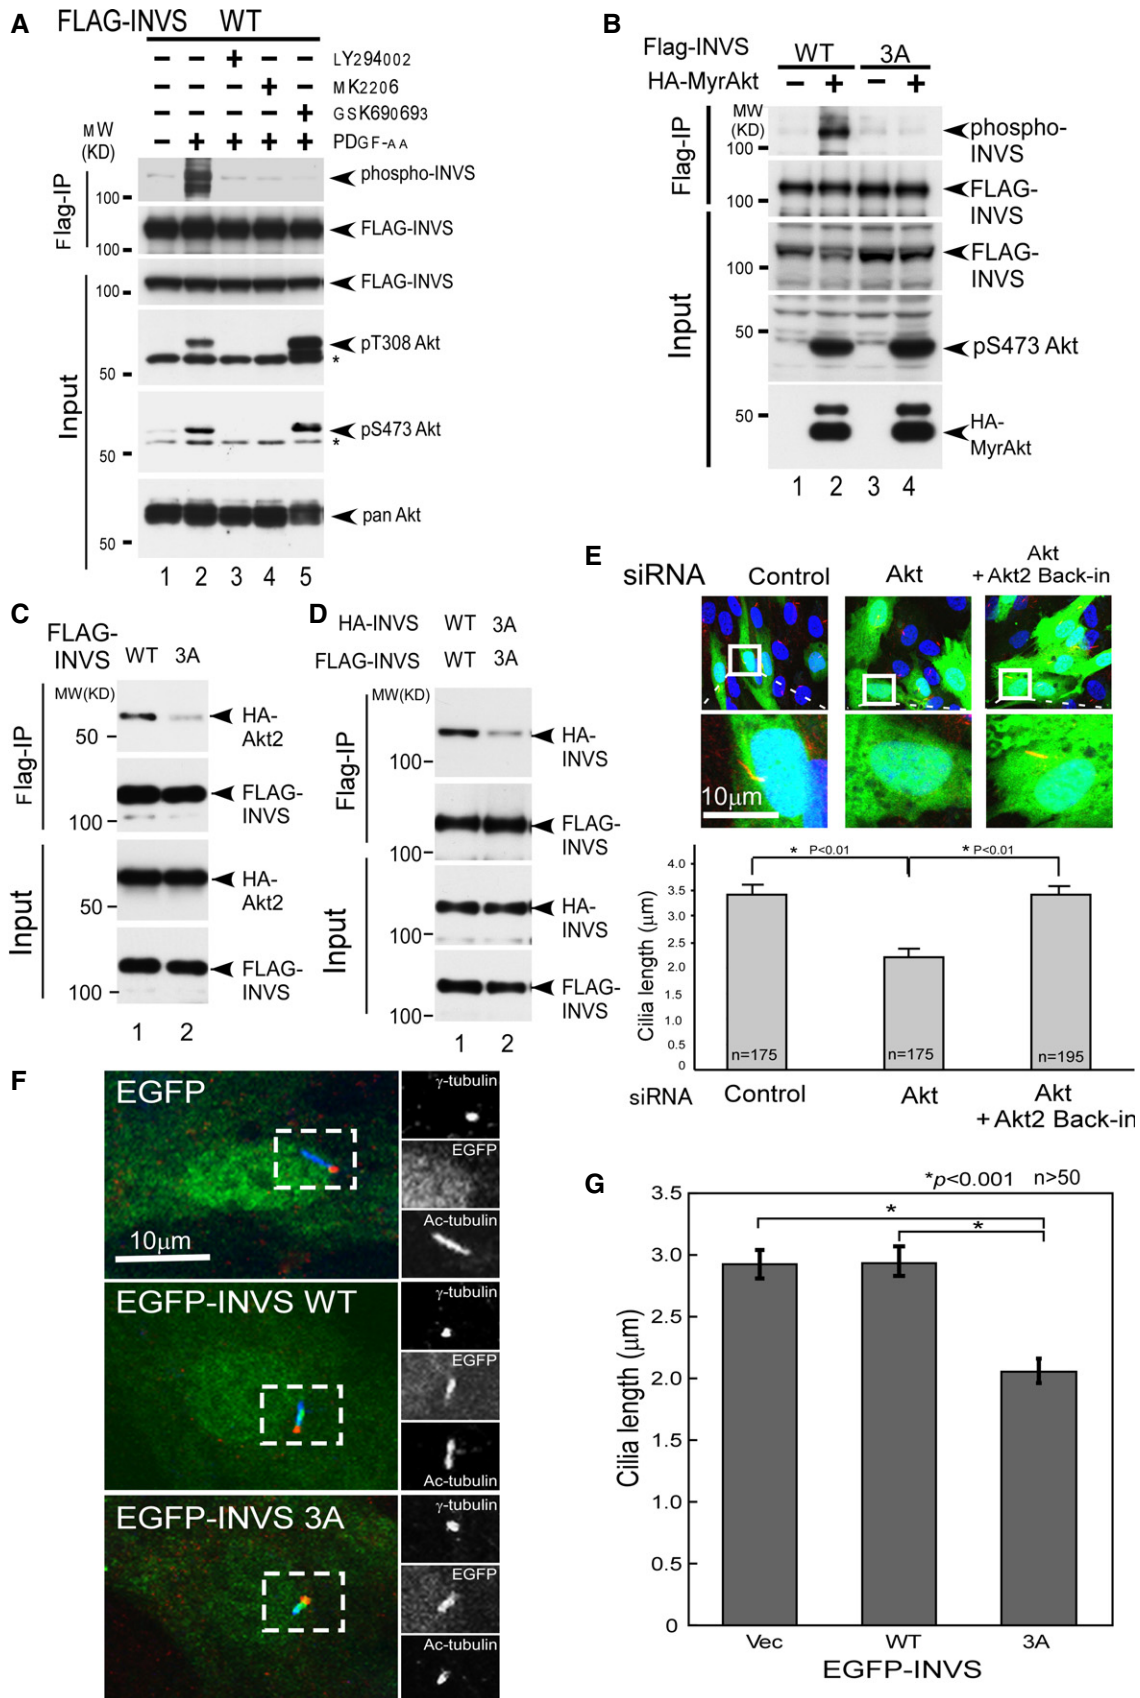 A
FLAG-INVS WT
- - + - - LY294002
- - - + - MK2206
- - - - + GSK690693
- + + + + PDGF-AA
MW
(KD)
Flag-IP
100
phospho-INVS
100
FLAG-INVS
Input
50
FLAG-INVS
50
pT308 Akt
*
50
pS473 Akt
*
50
pan Akt
1 2 3 4 5
B
Flag-INVS WT 3A
HA-MyrAkt - + - +
MW
(KD)
Flag-IP
100
phospho-
INVS
100
FLAG-
INVS
Input
100
FLAG-
INVS
50
pS473 Akt
50
HA-
MyrAkt
1 2 3 4
C
FLAG-
INVS WT 3A
MW(KD)
Flag-IP
50
HA-
Akt2
100
FLAG-
INVS
Input
50
HA-
Akt2
100
FLAG-
INVS
1 2
D
HA-INVS WT 3A
FLAG-INVS WT 3A
MW(KD)
Flag-IP
100
HA-
INVS
100
FLAG-
INVS
Input
100
HA-
INVS
100
FLAG-
INVS
1 2
E
siRNA Control Akt Akt
+ Akt2 Back-in
10μm
Cilia length (μm)
4.0
3.5
3.0
2.5
2.0
1.5
1.0
0.5
0
* P<0.01
* P<0.01
n=175
n=175
n=195
siRNA Control Akt Akt
+ Akt2 Back-in
F
EGFP
10μm
γ-tubulin
EGFP
Ac-tubulin
EGFP-INVS WT
γ-tubulin
EGFP
Ac-tubulin
EGFP-INVS 3A
γ-tubulin
EGFP
Ac-tubulin
G
*p<0.001 n>50
*
*
Cilia length (μm)
3.5
3.0
2.5
2.0
1.5
1.0
0.5
0
Vec WT 3A
EGFP-INVS